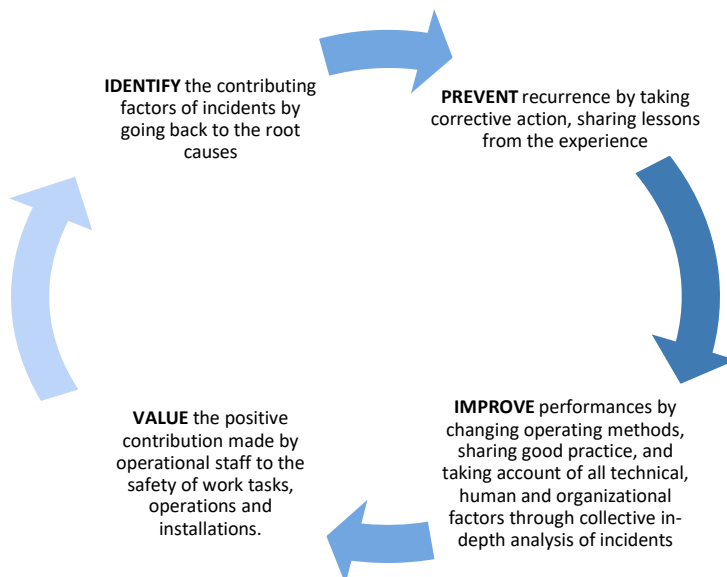 IDENTIFY the contributing
factors of incidents by
going back to the root
causes
PREVENT recurrence by taking
corrective action, sharing lessons
from the experience
IMPROVE performances by
changing operating methods,
sharing good practice, and
taking account of all technical,
human and organizational
factors through collective in-
depth analysis of incidents
VALUE the positive
contribution made by
operational staff to the
safety of work tasks,
operations and
installations.